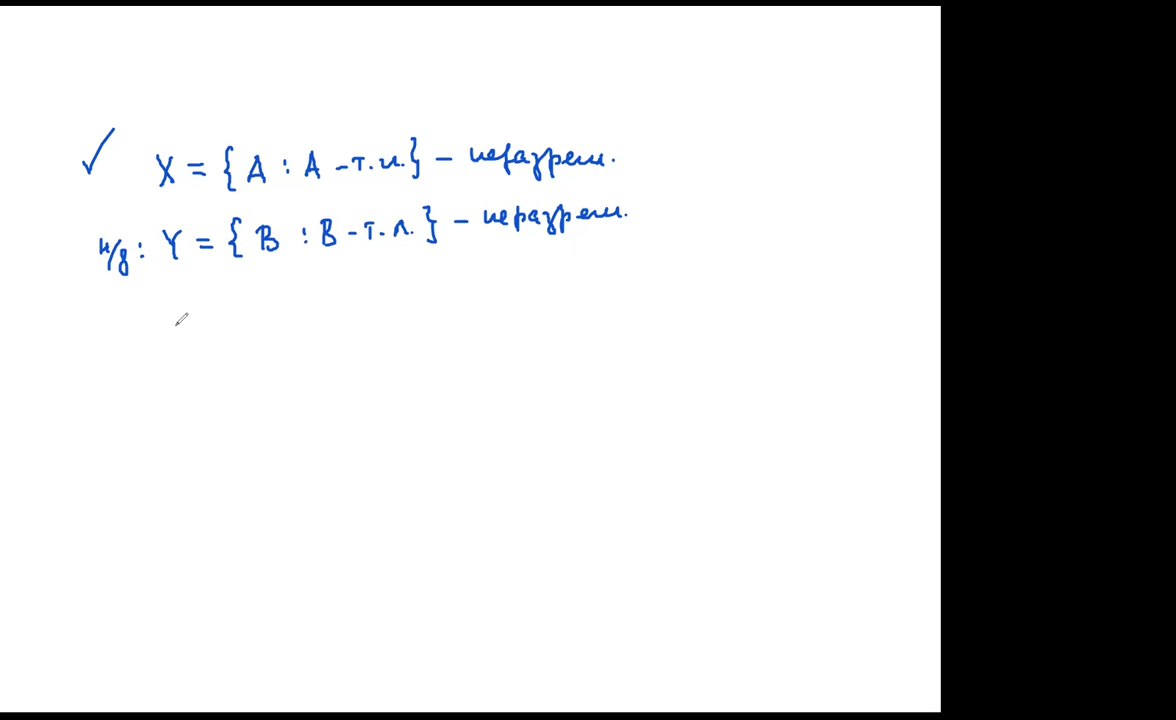 ✓ X = { A : A - т.и. } - неразреш.
н/д : Y = { B : B - т.л. } - неразреш.